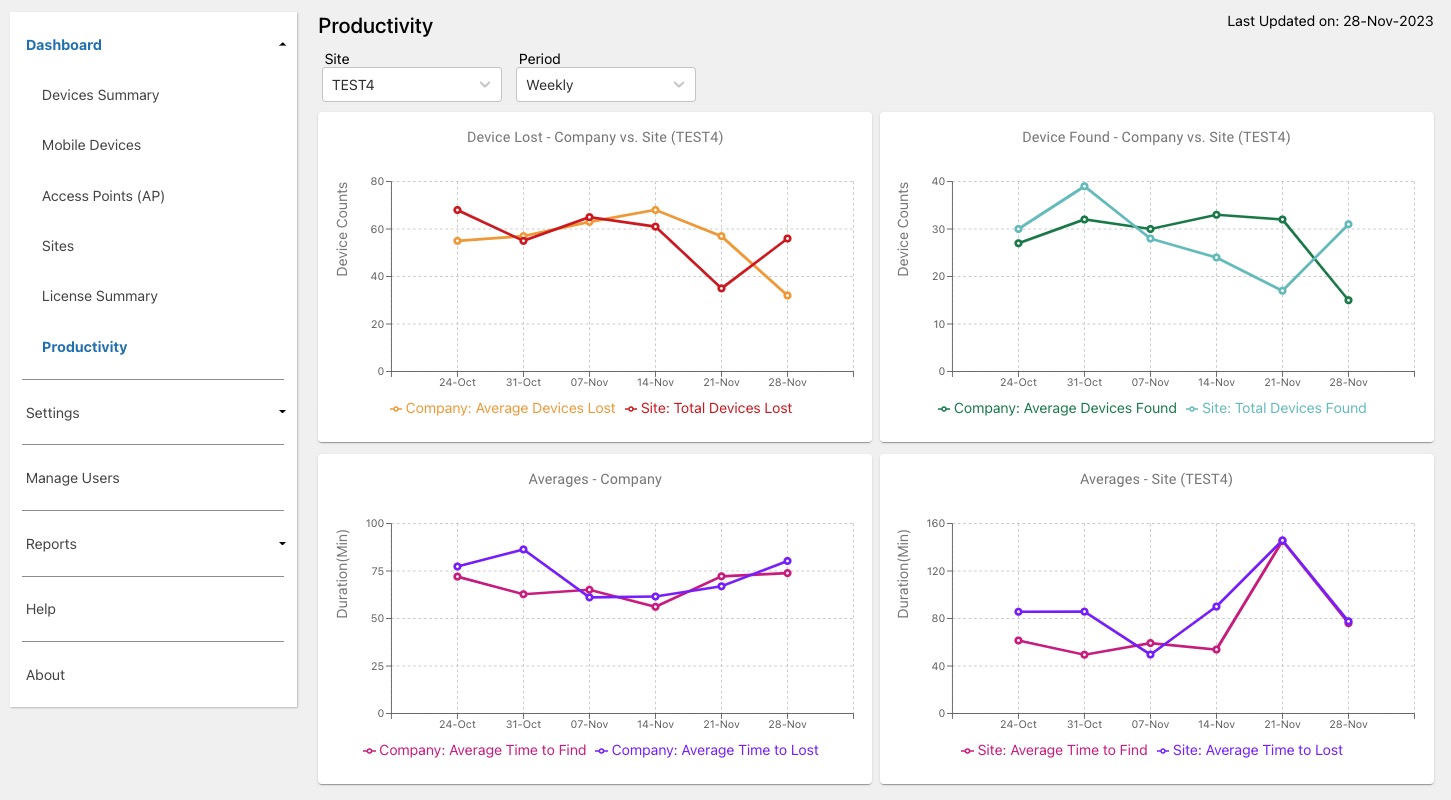 Dashboard
Devices Summary
Mobile Devices
Access Points (AP)
Sites
License Summary
Productivity
Settings
Manage Users
Reports
Help
About
Productivity
Last Updated on: 28-Nov-2023
Site
Period
TEST4
Weekly
Device Lost - Company vs. Site (TEST4)
Device Counts
80
60
40
20
0
24-Oct 31-Oct 07-Nov 14-Nov 21-Nov 28-Nov
Company: Average Devices Lost Site: Total Devices Lost
Device Found - Company vs. Site (TEST4)
Device Counts
40
30
20
10
0
24-Oct 31-Oct 07-Nov 14-Nov 21-Nov 28-Nov
Company: Average Devices Found Site: Total Devices Found
Averages - Company
Duration(Min)
100
75
50
25
0
24-Oct 31-Oct 07-Nov 14-Nov 21-Nov 28-Nov
Company: Average Time to Find Company: Average Time to Lost
Averages - Site (TEST4)
Duration(Min)
160
120
80
40
0
24-Oct 31-Oct 07-Nov 14-Nov 21-Nov 28-Nov
Site: Average Time to Find Site: Average Time to Lost